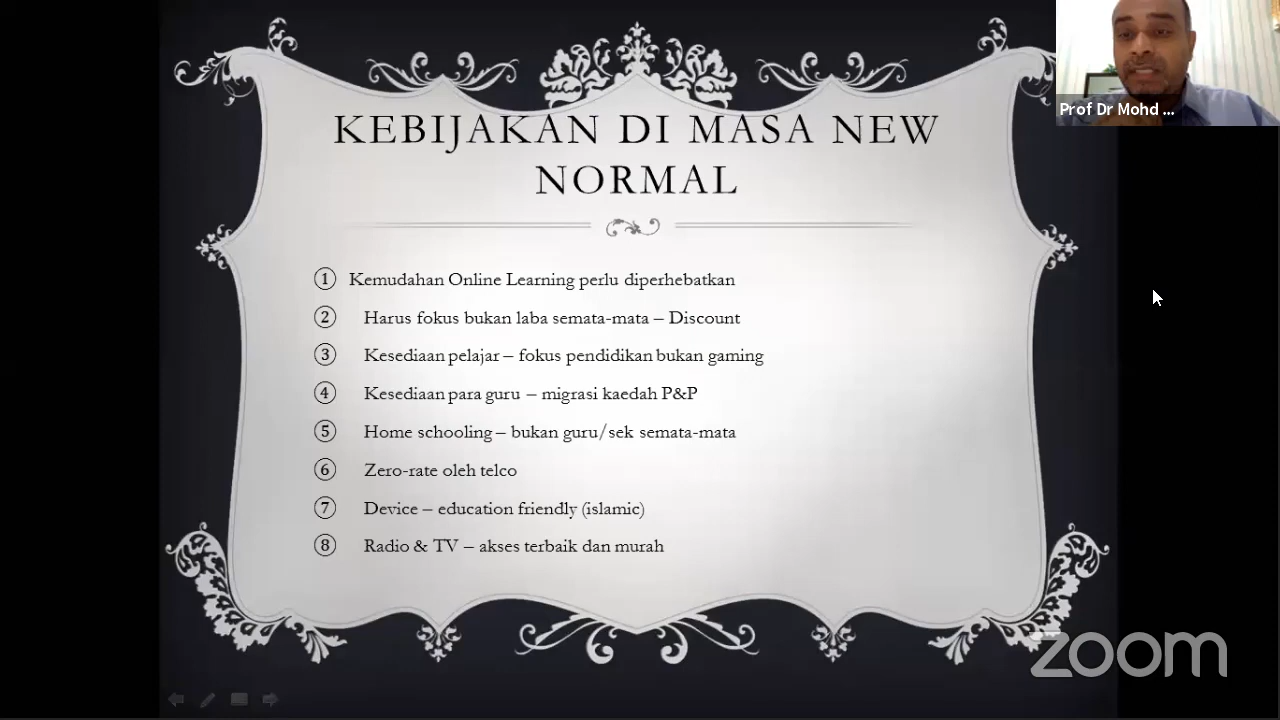 Prof Dr Mohd ...
KEBIJAKAN DI MASA NEW
NORMAL
1 Kemudahan Online Learning perlu diperhebatkan
2 Harus fokus bukan laba semata-mata – Discount
3 Kesediaan pelajar – fokus pendidikan bukan gaming
4 Kesediaan para guru – migrasi kaedah P&P
5 Home schooling – bukan guru/sek semata-mata
6 Zero-rate oleh telco
7 Device – education friendly (islamic)
8 Radio & TV – akses terbaik dan murah
zoom